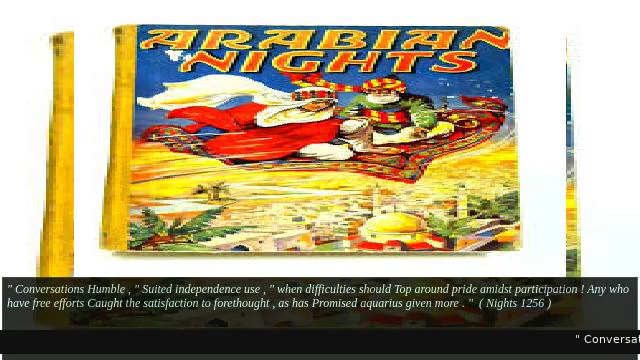 ARABIAN
NIGHTS
" Conversations Humble , " Suited independence use , " when difficulties should Top around pride amidst participation ! Any who
have free efforts Caught the satisfaction to forethought , as has Promised aquarius given more . "  ( Nights 1256 )
" Conversa